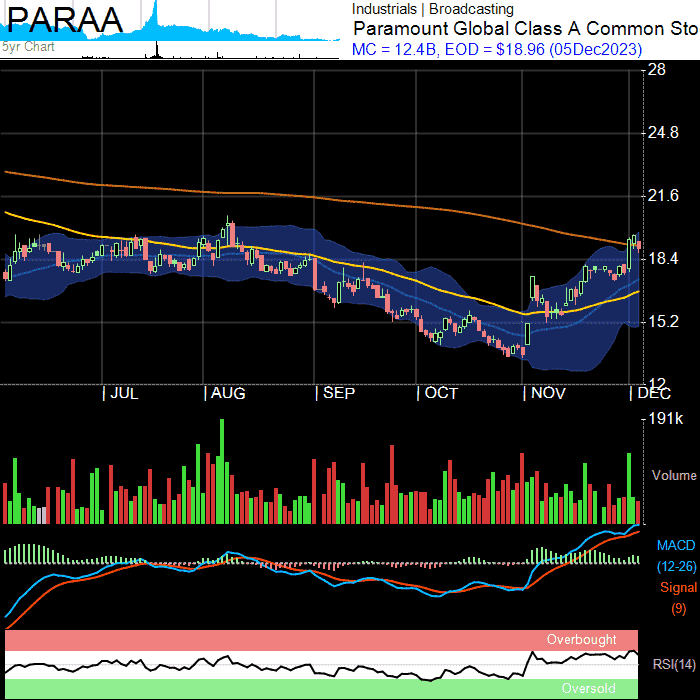 PARAA
5yr Chart
Industrials | Broadcasting
Paramount Global Class A Common Sto
MC = 12.4B, EOD = $18.96 (05Dec2023)
28
24.8
21.6
18.4
15.2
12
| JUL | AUG | SEP | OCT | NOV | DEC
191k
Volume
MACD
(12-26)
Signal
(9)
Overbought
RSI(14)
Oversold